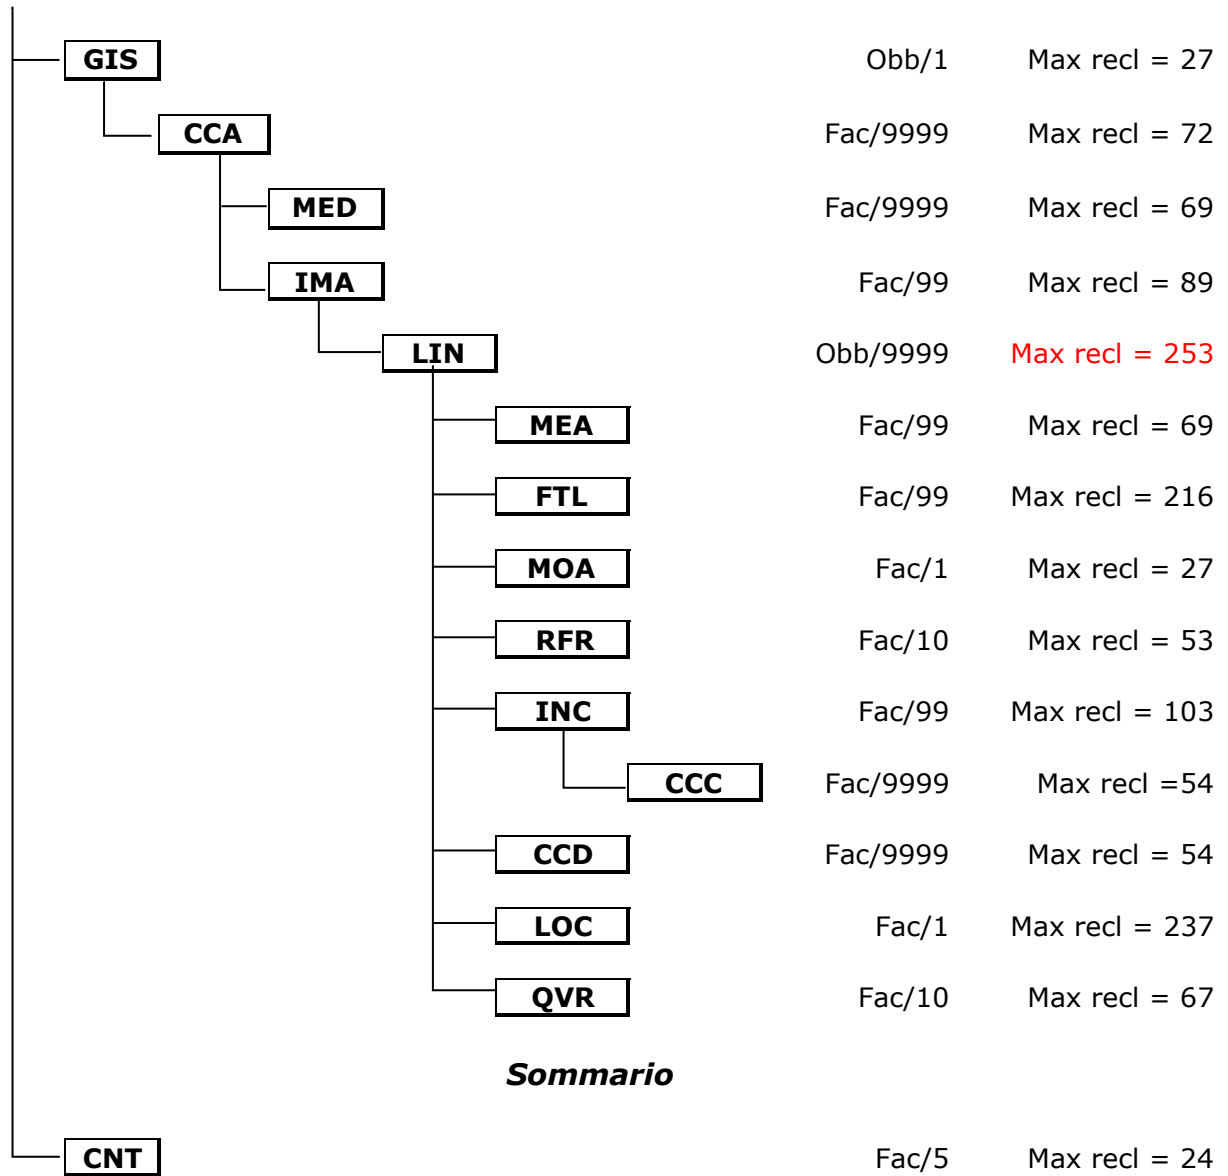 GIS Obb/1 Max recl = 27
CCA Fac/9999 Max recl = 72
MED Fac/9999 Max recl = 69
IMA Fac/99 Max recl = 89
LIN Obb/9999 Max recl = 253
MEA Fac/99 Max recl = 69
FTL Fac/99 Max recl = 216
MOA Fac/1 Max recl = 27
RFR Fac/10 Max recl = 53
INC Fac/99 Max recl = 103
CCC Fac/9999 Max recl =54
CCD Fac/9999 Max recl = 54
LOC Fac/1 Max recl = 237
QVR Fac/10 Max recl = 67
Sommario
CNT Fac/5 Max recl = 24